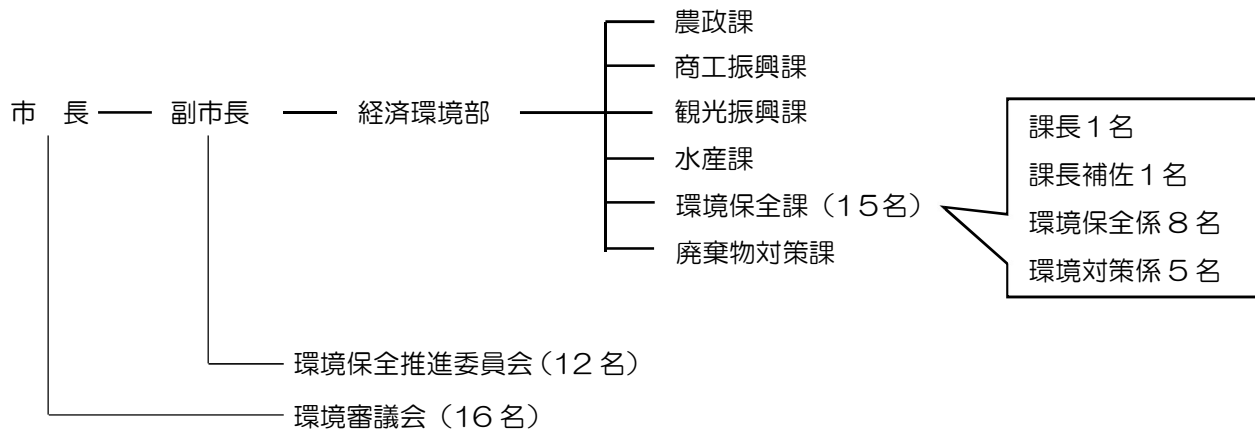 農政課
商工振興課
市　長
副市長
経済環境部
観光振興課
水産課
環境保全課（15名）
廃棄物対策課
課長１名
課長補佐１名
環境保全係８名
環境対策係５名
環境保全推進委員会（12名）
環境審議会（16名）